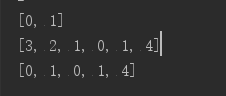 [0, 1]
[3, 2, 1, 0, 1, 4]
[0, 1, 0, 1, 4]